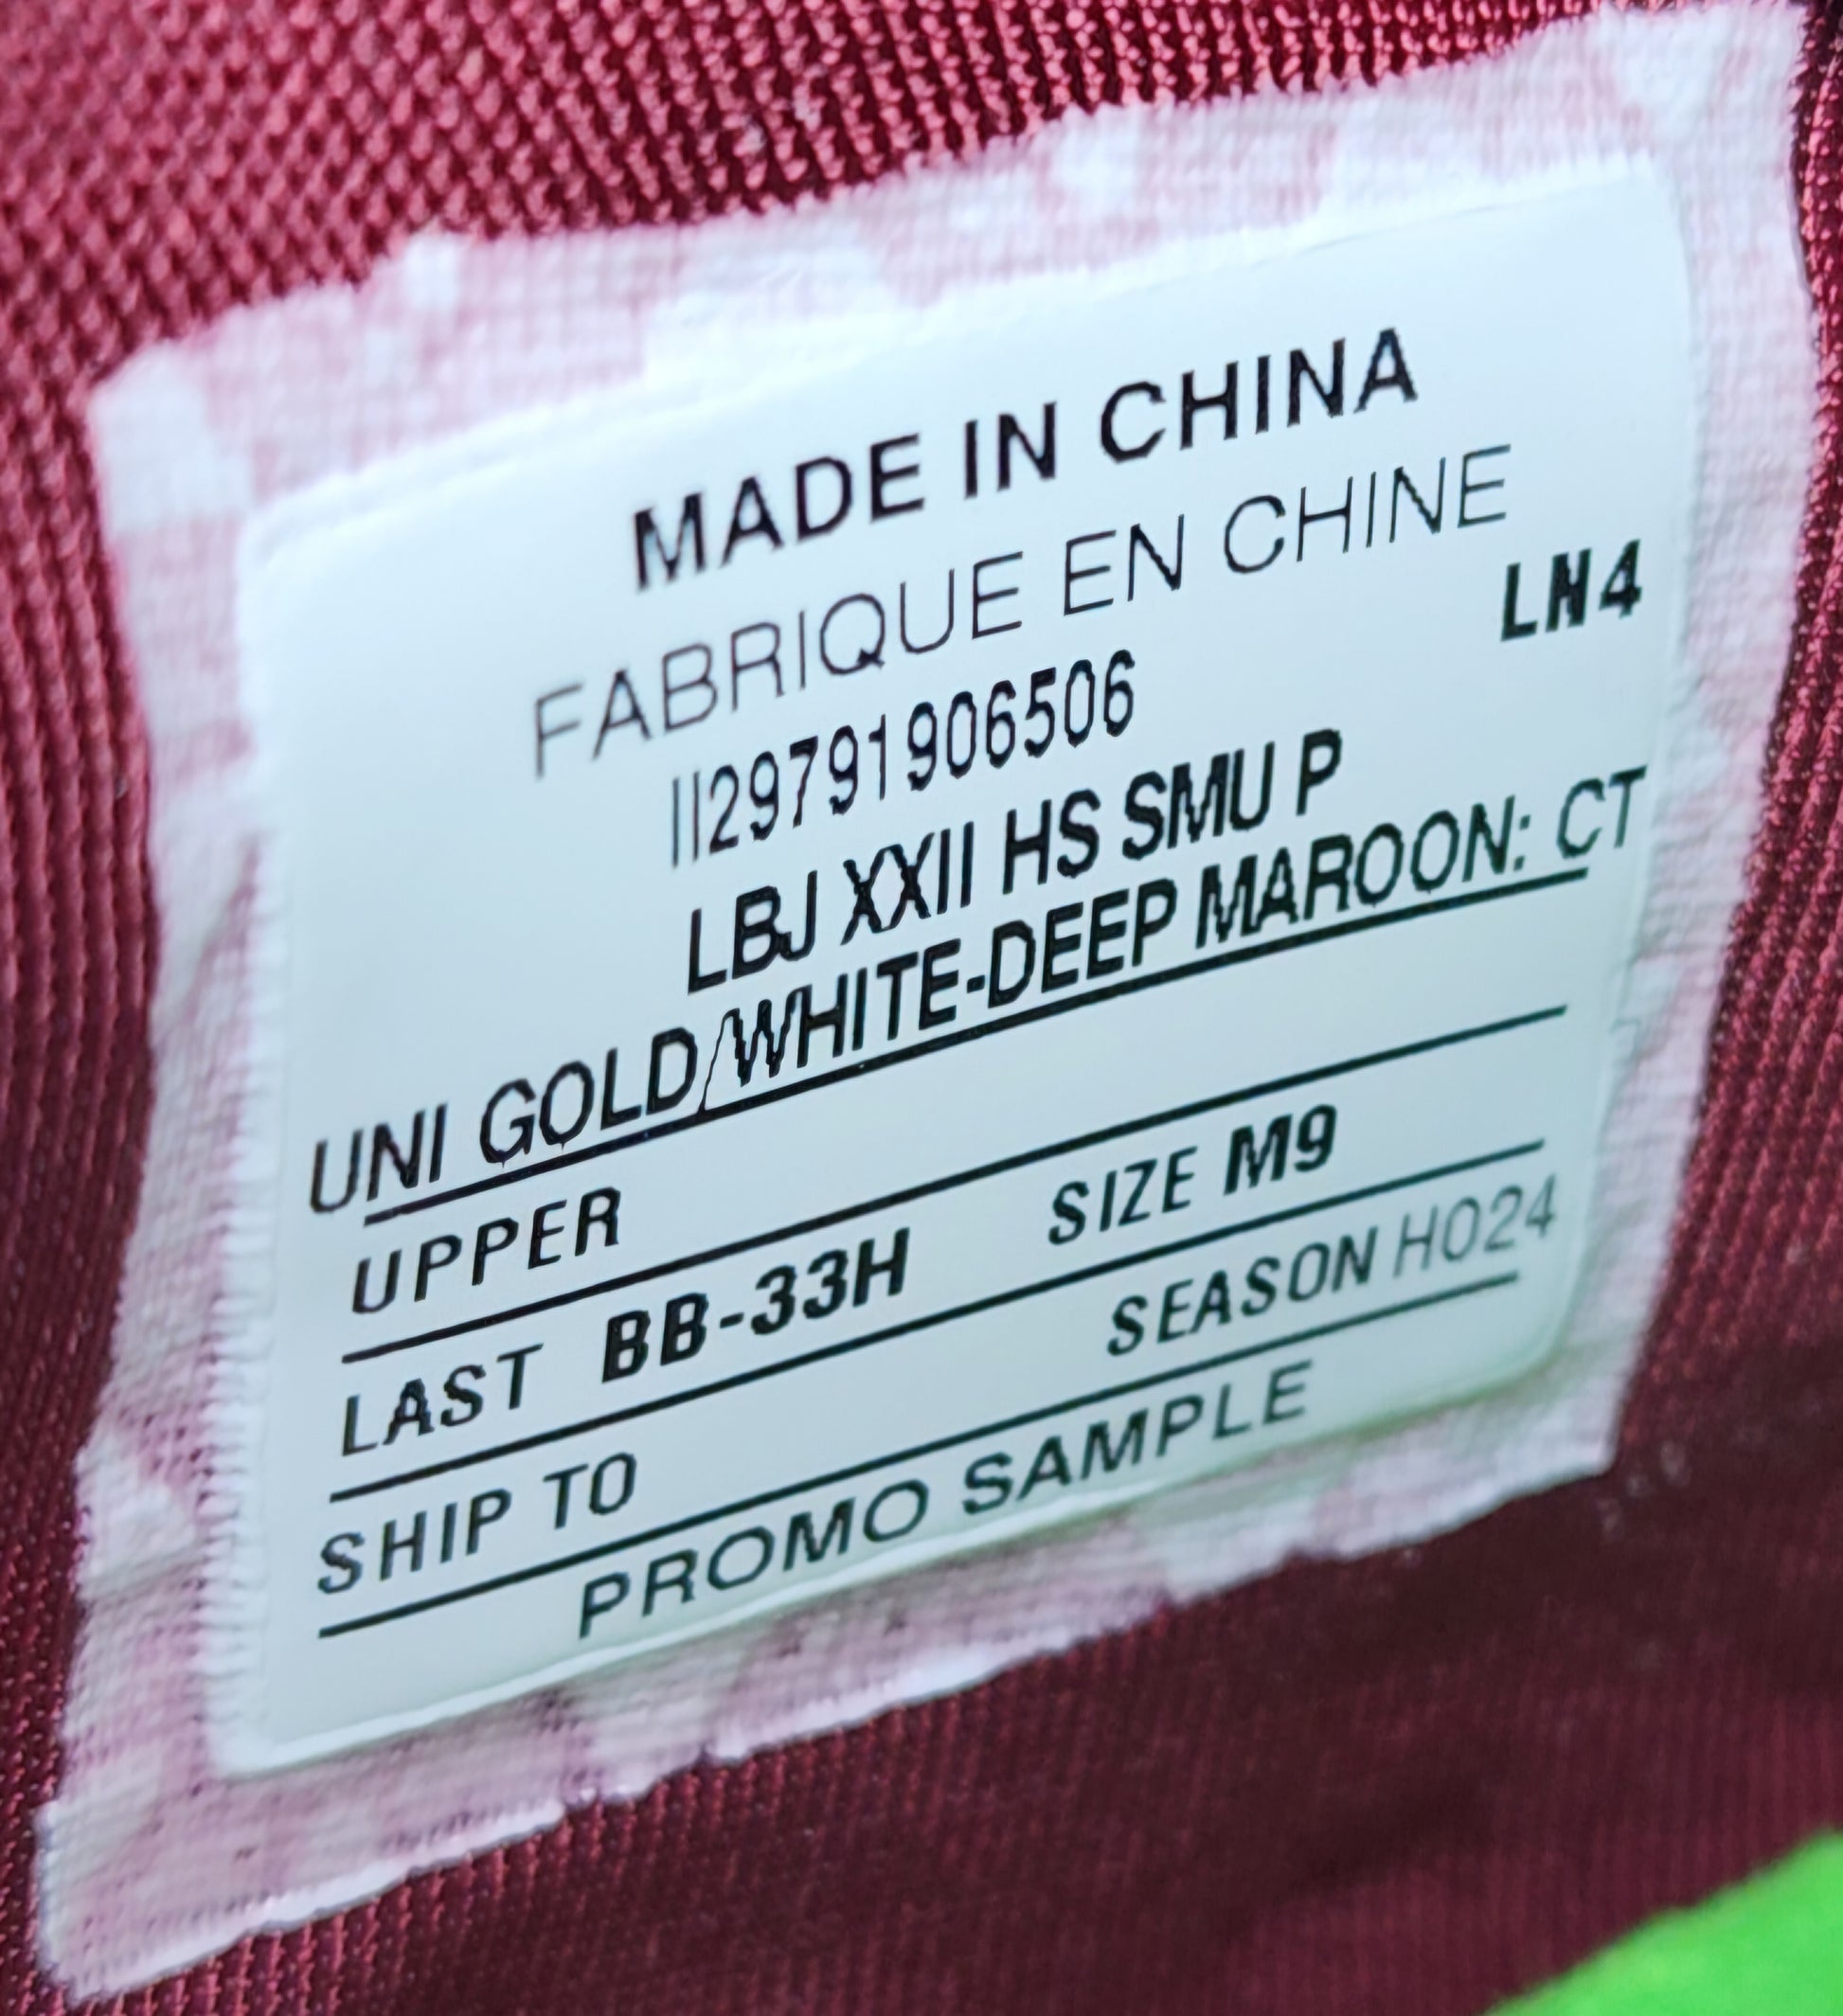 MADE IN CHINA
FABRIQUE EN CHINE
LN4
II29791906506
LBJ XXII HS SMU P
UNI GOLD/WHITE-DEEP MAROON: CT
UPPER
LAST BB-33H SIZE M9
SHIP TO SEASON HO24
PROMO SAMPLE